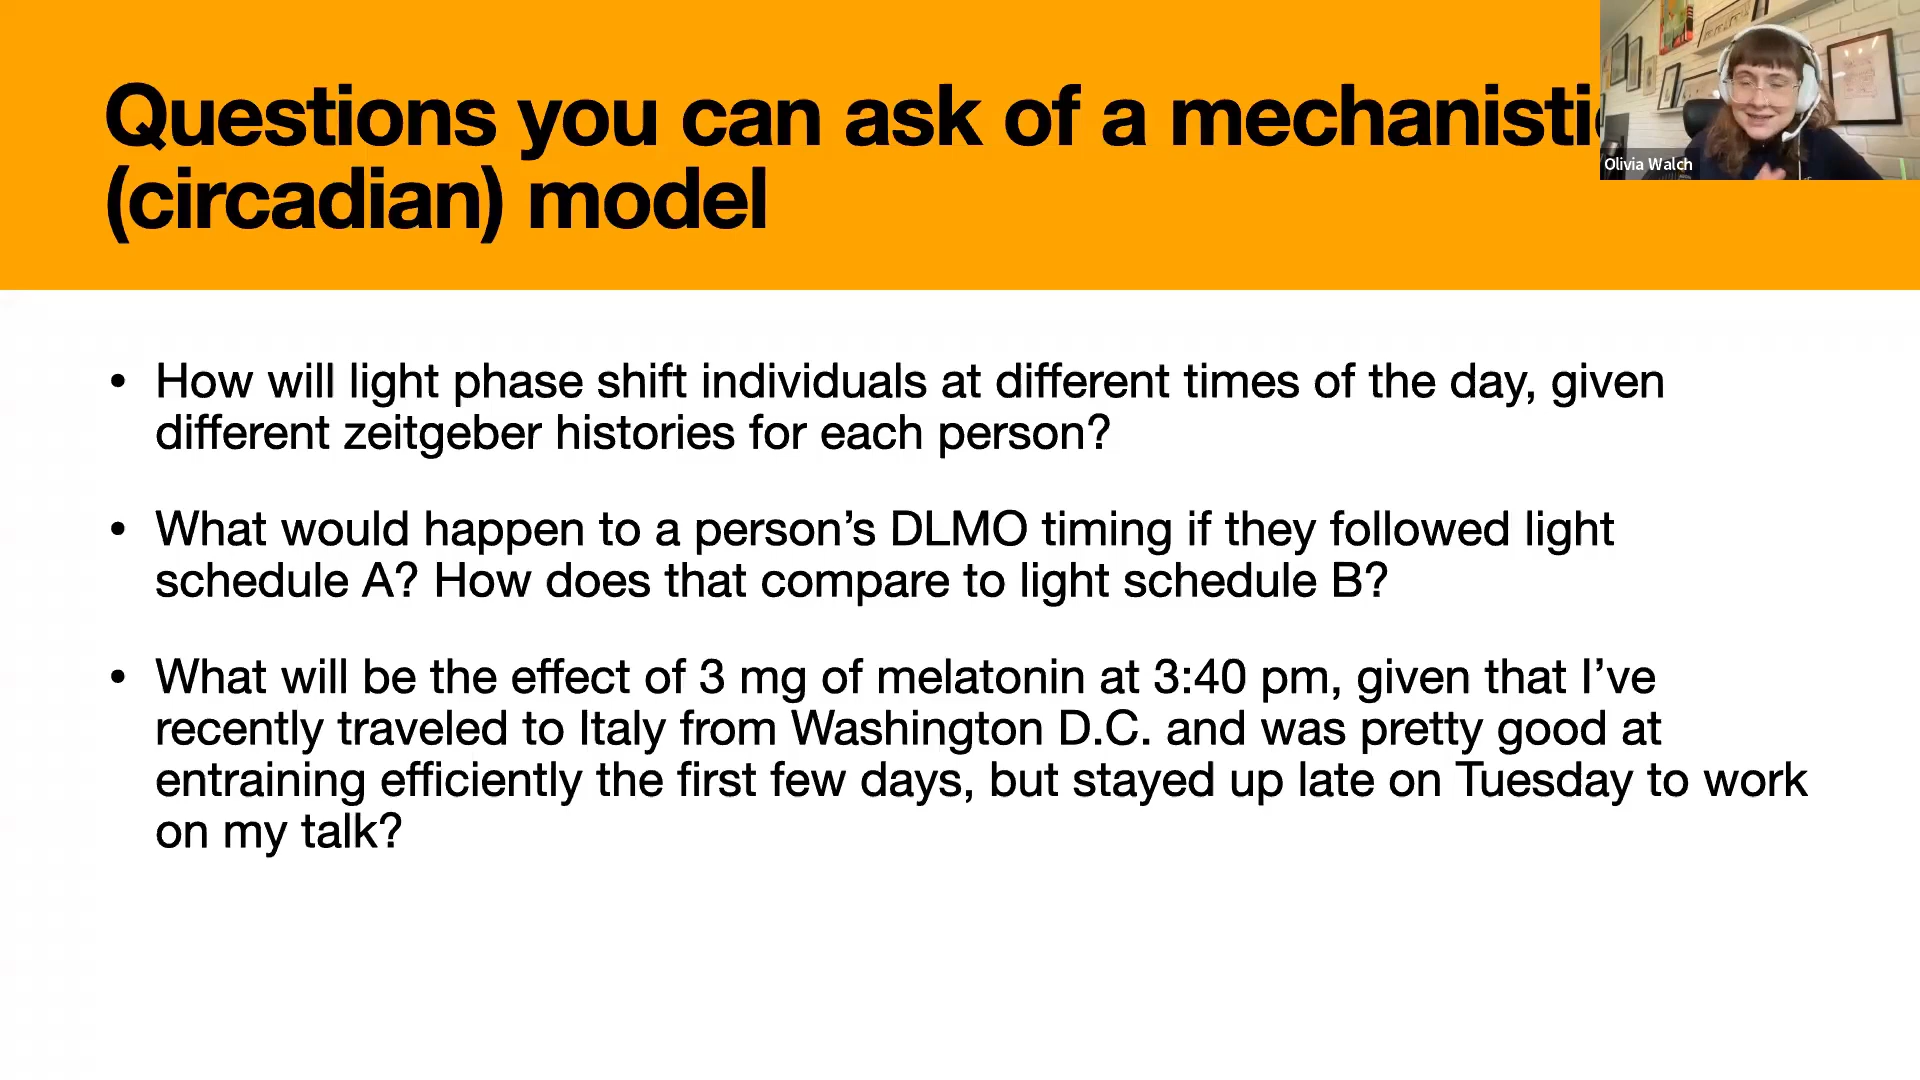 Questions you can ask of a mechanisti
(circadian) model
Olivia Walch
• How will light phase shift individuals at different times of the day, given
different zeitgeber histories for each person?
• What would happen to a person’s DLMO timing if they followed light
schedule A? How does that compare to light schedule B?
• What will be the effect of 3 mg of melatonin at 3:40 pm, given that I’ve
recently traveled to Italy from Washington D.C. and was pretty good at
entraining efficiently the first few days, but stayed up late on Tuesday to work
on my talk?